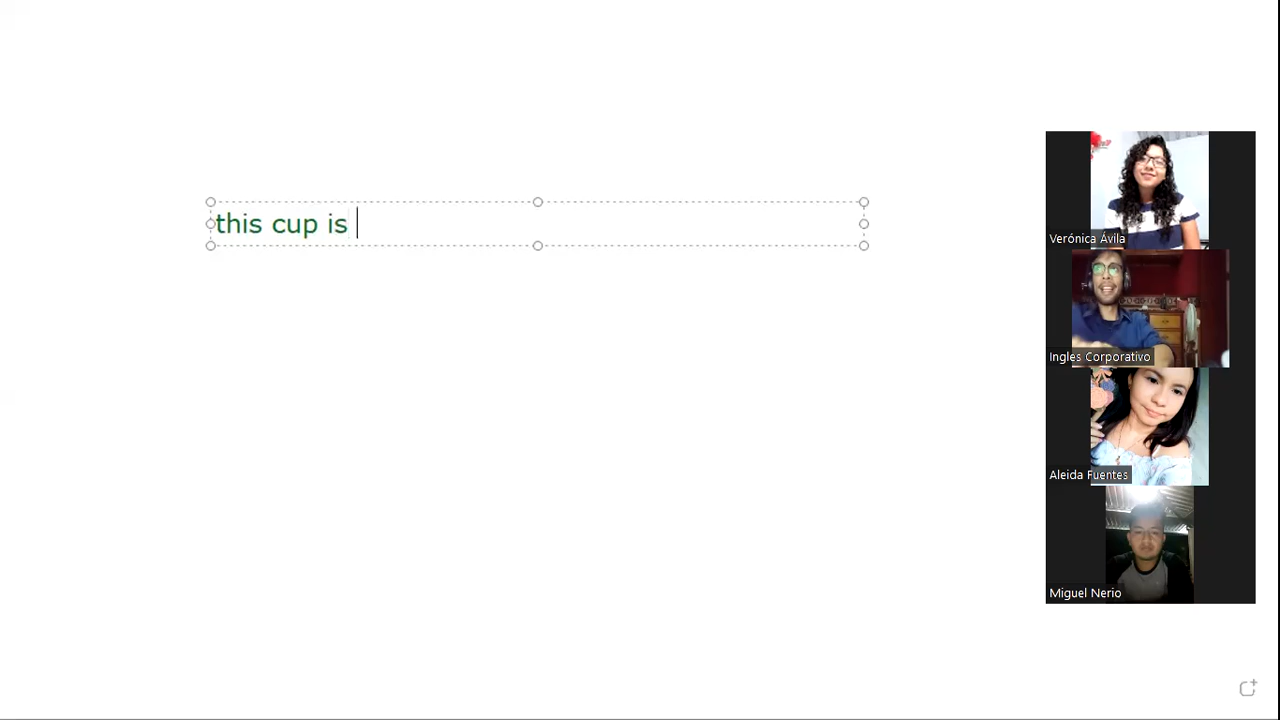 this cup is
Verónica Ávila
Ingles Corporativo
Aleida Fuentes
Miguel Nerio